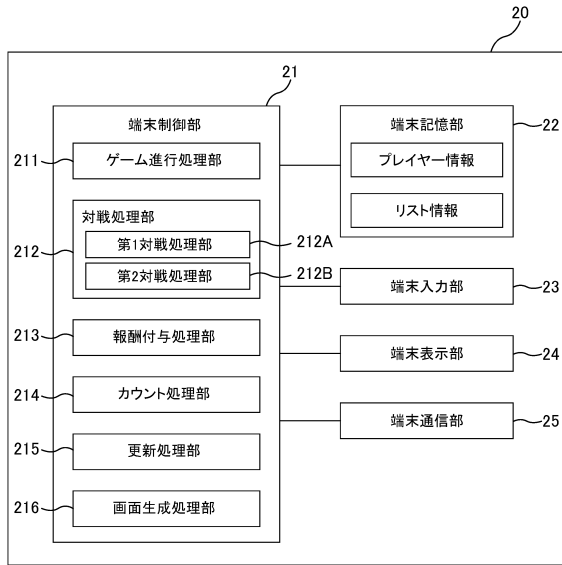 20
21
端末制御部
211
ゲーム進行処理部
対戦処理部
212
第1対戦処理部
212A
第2対戦処理部
212B
213
報酬付与処理部
214
カウント処理部
215
更新処理部
216
画面生成処理部
端末記憶部
22
プレイヤー情報
リスト情報
端末入力部
23
端末表示部
24
端末通信部
25